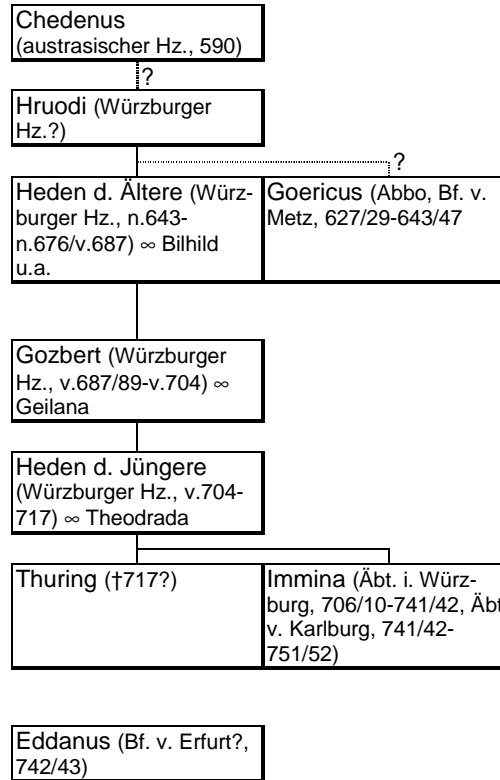 Chedenus
(austrasischer Hz., 590)
?
Hruodi (Würzburger
Hz.?)
?
Heden d. Ältere (Würz-
burger Hz., n.643-
n.676/v.687) ∞ Bilhild
u.a.
Goericus (Abbo, Bf. v.
Metz, 627/29-643/47
Gozbert (Würzburger
Hz., v.687/89-v.704) ∞
Geilana
Heden d. Jüngere
(Würzburger Hz., v.704-
717) ∞ Theodrada
Thuring (†717?)
Immina (Äbt. i. Würz-
burg, 706/10-741/42, Äbt
v. Karlburg, 741/42-
751/52)
Eddanus (Bf. v. Erfurt?,
742/43)